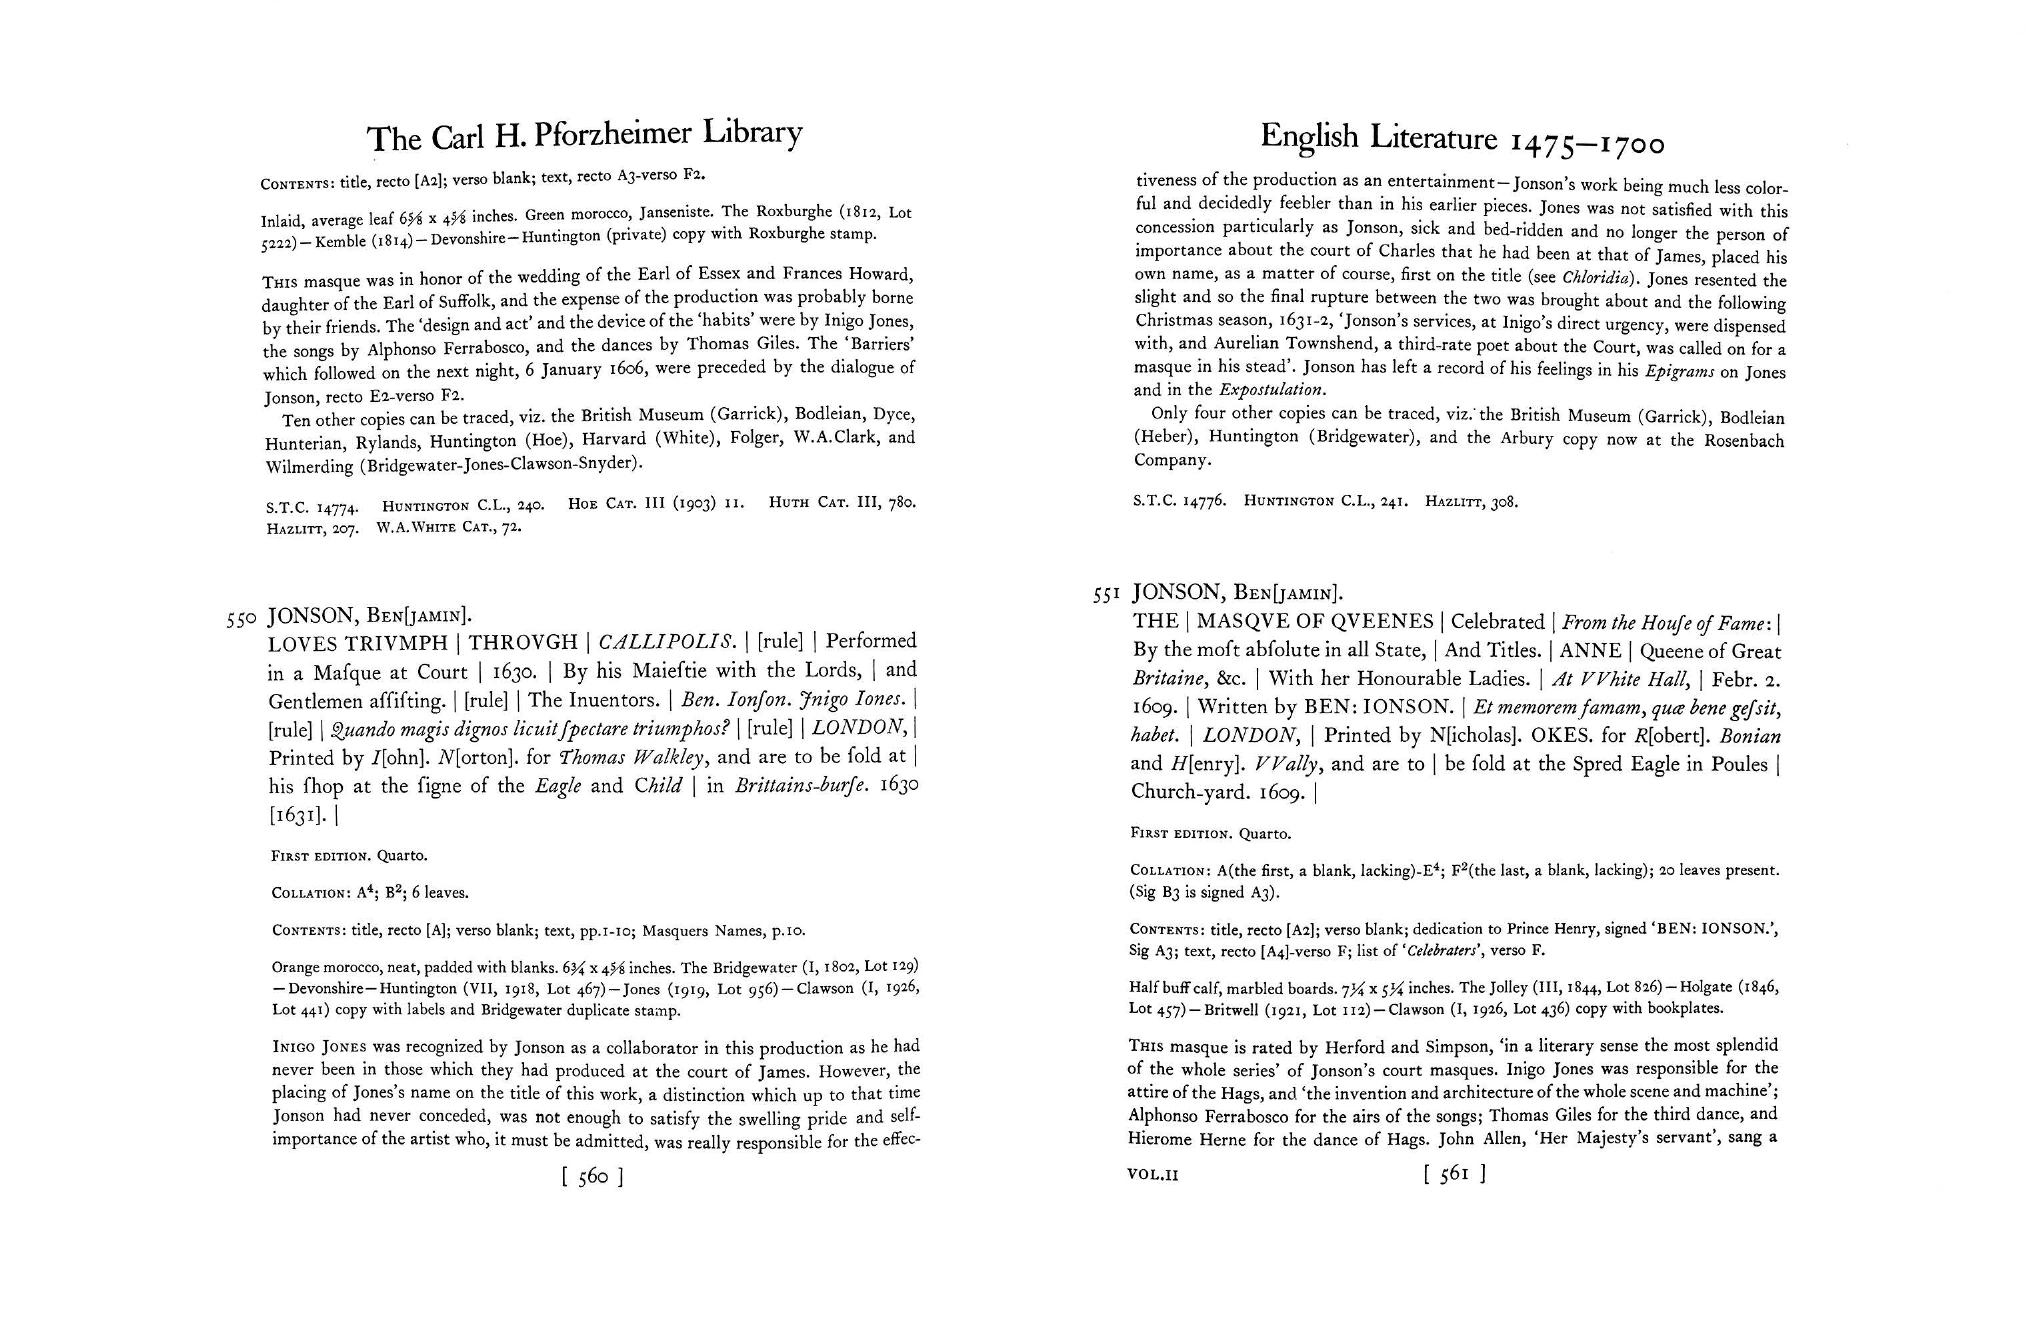 The Carl H. Pforzheimer Library
CONTENTS: title, recto [A2]; verso blank; text, recto A3-verso F2.
Inlaid, average leaf 6⅝ x 4⅝ inches. Green morocco, Janseniste. The Roxburghe (1812, Lot
5222)—Kemble (1814)—Devonshire—Huntington (private) copy with Roxburghe stamp.
THIS masque was in honor of the wedding of the Earl of Essex and Frances Howard,
daughter of the Earl of Suffolk, and the expense of the production was probably borne
by their friends. The 'design and act' and the device of the 'habits' were by Inigo Jones,
the songs by Alphonso Ferrabosco, and the dances by Thomas Giles. The 'Barriers'
which followed on the next night, 6 January 1606, were preceded by the dialogue of
Jonson, recto E2-verso F2.
Ten other copies can be traced, viz. the British Museum (Garrick), Bodleian, Dyce,
Hunterian, Rylands, Huntington (Hoe), Harvard (White), Folger, W.A.Clark, and
Wilmerding (Bridgewater-Jones-Clawson-Snyder).
S.T.C. 14774. HUNTINGTON C.L., 240. HOE CAT. III (1903) 11. HUTH CAT. III, 780.
HAZLITT, 207. W.A.WHITE CAT., 72.
550 JONSON, BEN[JAMIN].
LOVES TRIVMPH | THROVGH | CALLIPOLIS. | [rule] | Performed
in a Maſque at Court | 1630. | By his Maieſtie with the Lords, | and
Gentlemen aſſiſting. | [rule] | The Inuentors. | Ben. Ionſon. Inigo Iones. |
[rule] | Quando magis dignos licuit ſpectare triumphos? | [rule] | LONDON, |
Printed by I[ohn]. N[orton]. for Thomas Walkley, and are to be ſold at |
his ſhop at the ſigne of the Eagle and Child | in Brittains-burſe. 1630
[1631]. |
FIRST EDITION. Quarto.
COLLATION: A⁴; B²; 6 leaves.
CONTENTS: title, recto [A]; verso blank; text, pp.1-10; Masquers Names, p.10.
Orange morocco, neat, padded with blanks. 6¾ x 4⅝ inches. The Bridgewater (I, 1802, Lot 129)
—Devonshire—Huntington (VII, 1918, Lot 467)—Jones (1919, Lot 956)—Clawson (I, 1926,
Lot 441) copy with labels and Bridgewater duplicate stamp.
INIGO JONES was recognized by Jonson as a collaborator in this production as he had
never been in those which they had produced at the court of James. However, the
placing of Jones's name on the title of this work, a distinction which up to that time
Jonson had never conceded, was not enough to satisfy the swelling pride and self-
importance of the artist who, it must be admitted, was really responsible for the effec-
[ 560 ]
English Literature 1475—1700
tiveness of the production as an entertainment—Jonson's work being much less color-
ful and decidedly feebler than in his earlier pieces. Jones was not satisfied with this
concession particularly as Jonson, sick and bed-ridden and no longer the person of
importance about the court of Charles that he had been at that of James, placed his
own name, as a matter of course, first on the title (see Chloridia). Jones resented the
slight and so the final rupture between the two was brought about and the following
Christmas season, 1631-2, 'Jonson's services, at Inigo's direct urgency, were dispensed
with, and Aurelian Townshend, a third-rate poet about the Court, was called on for a
masque in his stead'. Jonson has left a record of his feelings in his Epigrams on Jones
and in the Expostulation.
Only four other copies can be traced, viz. the British Museum (Garrick), Bodleian
(Heber), Huntington (Bridgewater), and the Arbury copy now at the Rosenbach
Company.
S.T.C. 14776. HUNTINGTON C.L., 241. HAZLITT, 308.
551 JONSON, BEN[JAMIN].
THE | MASQVE OF QVEENES | Celebrated | From the Houſe of Fame: |
By the moſt abſolute in all State, | And Titles. | ANNE | Queene of Great
Britaine, &c. | With her Honourable Ladies. | At VVhite Hall, | Febr. 2.
1609. | Written by BEN: IONSON. | Et memorem famam, quæ bene geſsit,
habet. | LONDON, | Printed by N[icholas]. OKES. for R[obert]. Bonian
and H[enry]. VVally, and are to | be ſold at the Spred Eagle in Poules |
Church-yard. 1609. |
FIRST EDITION. Quarto.
COLLATION: A(the first, a blank, lacking)-E⁴; F²(the last, a blank, lacking); 20 leaves present.
(Sig B3 is signed A3).
CONTENTS: title, recto [A2]; verso blank; dedication to Prince Henry, signed 'BEN: IONSON.',
Sig A3; text, recto [A4]-verso F; list of 'Celebraters', verso F.
Half buff calf, marbled boards. 7¼ x 5¼ inches. The Jolley (III, 1844, Lot 826)—Holgate (1846,
Lot 457)—Britwell (1921, Lot 112)—Clawson (I, 1926, Lot 436) copy with bookplates.
THIS masque is rated by Herford and Simpson, 'in a literary sense the most splendid
of the whole series' of Jonson's court masques. Inigo Jones was responsible for the
attire of the Hags, and 'the invention and architecture of the whole scene and machine';
Alphonso Ferrabosco for the airs of the songs; Thomas Giles for the third dance, and
Hierome Herne for the dance of Hags. John Allen, 'Her Majesty's servant', sang a
VOL.II [ 561 ]